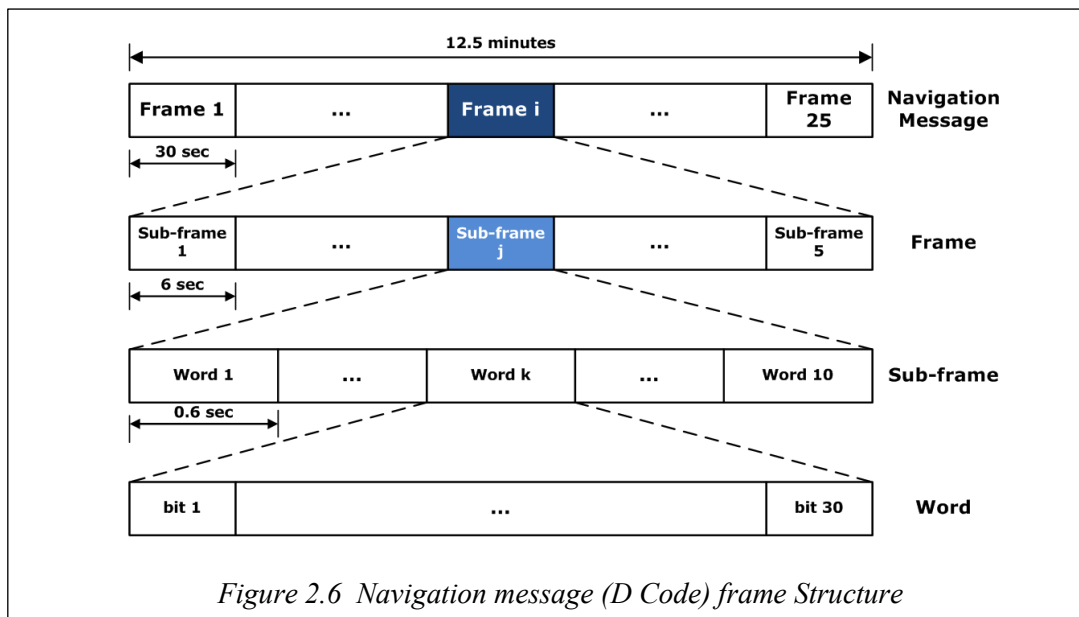 12.5 minutes
Frame 1 ... Frame i ... Frame 25 Navigation Message
30 sec
Sub-frame 1 ... Sub-frame j ... Sub-frame 5 Frame
6 sec
Word 1 ... Word k ... Word 10 Sub-frame
0.6 sec
bit 1 ... bit 30 Word
Figure 2.6 Navigation message (D Code) frame Structure